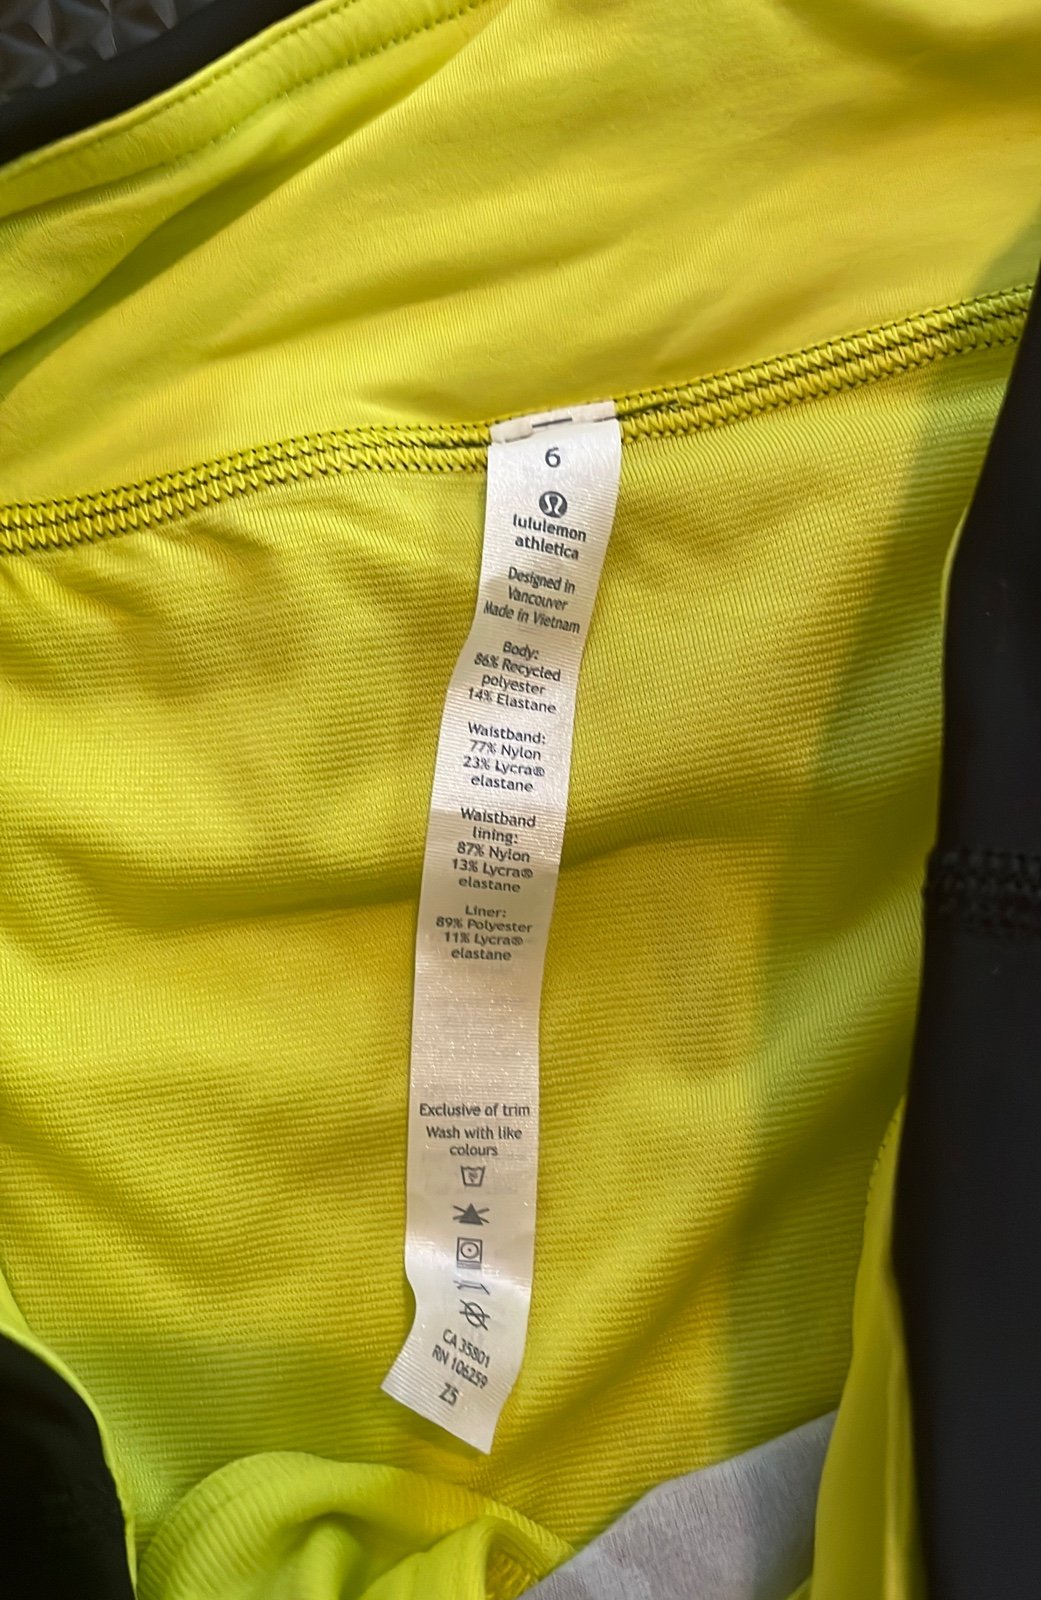 6
lululemon
athletica
Designed in
Vancouver
Made in Vietnam
Body:
86% Recycled
polyester
14% Elastane
Waistband:
77% Nylon
23% Lycra®
elastane
Waistband
lining:
87% Nylon
13% Lycra®
elastane
Liner:
89% Polyester
11% Lycra®
elastane
Exclusive of trim
Wash with like
colours
CA 35801
RN 106259
Z5